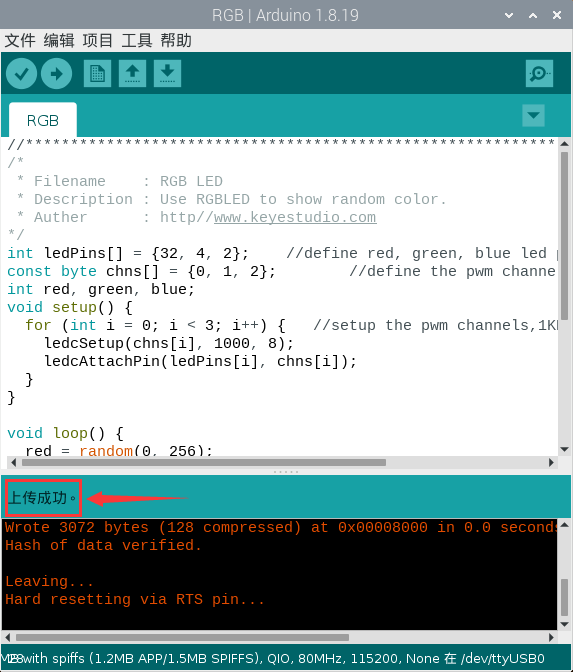 RGB | Arduino 1.8.19
文件 编辑 项目 工具 帮助
RGB
//***********************************************************
/*
 * Filename    : RGB LED
 * Description : Use RGBLED to show random color.
 * Auther      : http//www.keyestudio.com
*/
int ledPins[] = {32, 4, 2};    //define red, green, blue led p
const byte chns[] = {0, 1, 2};        //define the pwm channe
int red, green, blue;
void setup() {
  for (int i = 0; i < 3; i++) {   //setup the pwm channels,1K
    ledcSetup(chns[i], 1000, 8);
    ledcAttachPin(ledPins[i], chns[i]);
  }
}
void loop() {
  red = random(0, 256);
上传成功。
Wrote 3072 bytes (128 compressed) at 0x00008000 in 0.0 seconds
Hash of data verified.
Leaving...
Hard resetting via RTS pin...
with spiffs (1.2MB APP/1.5MB SPIFFS), QIO, 80MHz, 115200, None 在 /dev/ttyUSB0